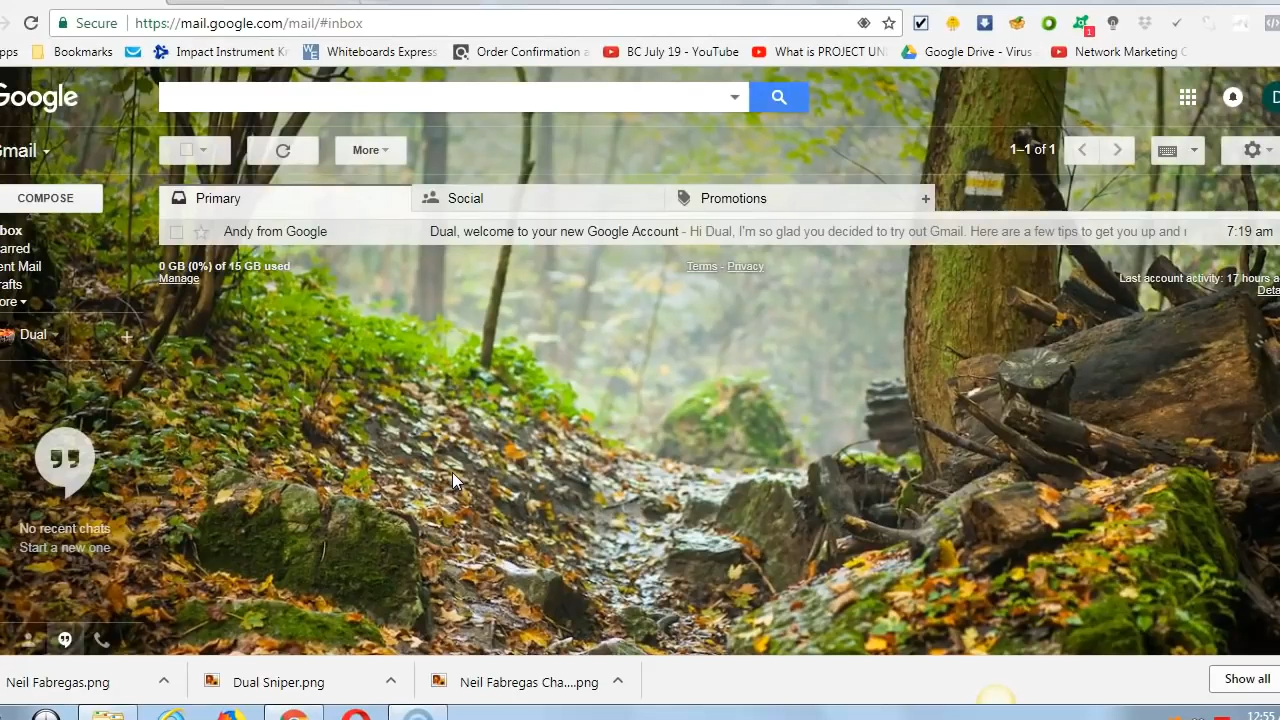 Secure https://mail.google.com/mail/#inbox
pps Bookmarks Impact Instrument Kn Whiteboards Express Order Confirmation a BC July 19 - YouTube What is PROJECT UN Google Drive - Virus Network Marketing C
Google
Gmail More 1–1 of 1
COMPOSE Primary Social Promotions +
box Andy from Google Dual, welcome to your new Google Account - Hi Dual, I'm so glad you decided to try out Gmail. Here are a few tips to get you up and r 7:19 am
arred
ent Mail 0 GB (0%) of 15 GB used Terms - Privacy
Manage Last account activity: 17 hours a
rafts Deta
ore
Dual +
No recent chats
Start a new one
Neil Fabregas.png Dual Sniper.png Neil Fabregas Cha....png Show all
12:55